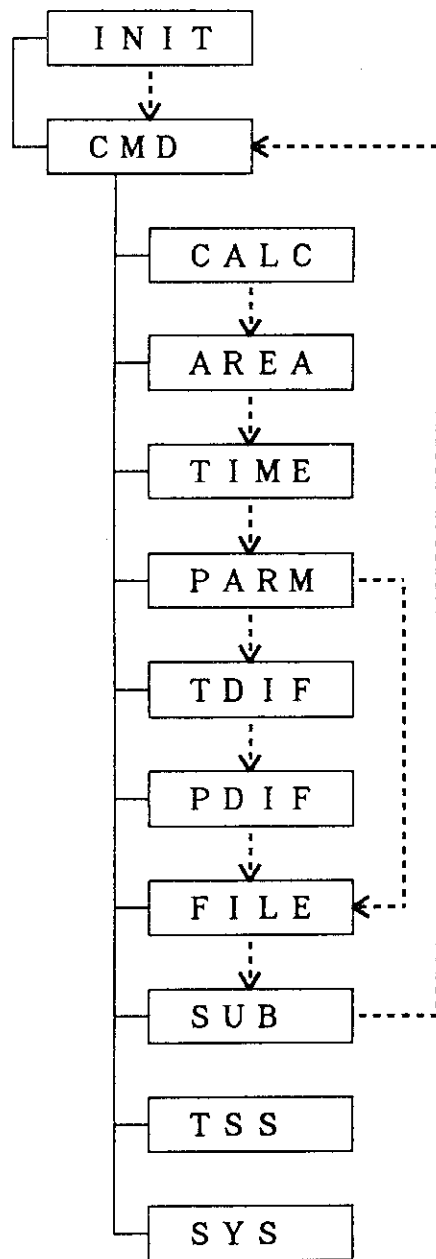 INIT
CMD
CALC
AREA
TIME
PARM
TDIF
PDIF
FILE
SUB
TSS
SYS